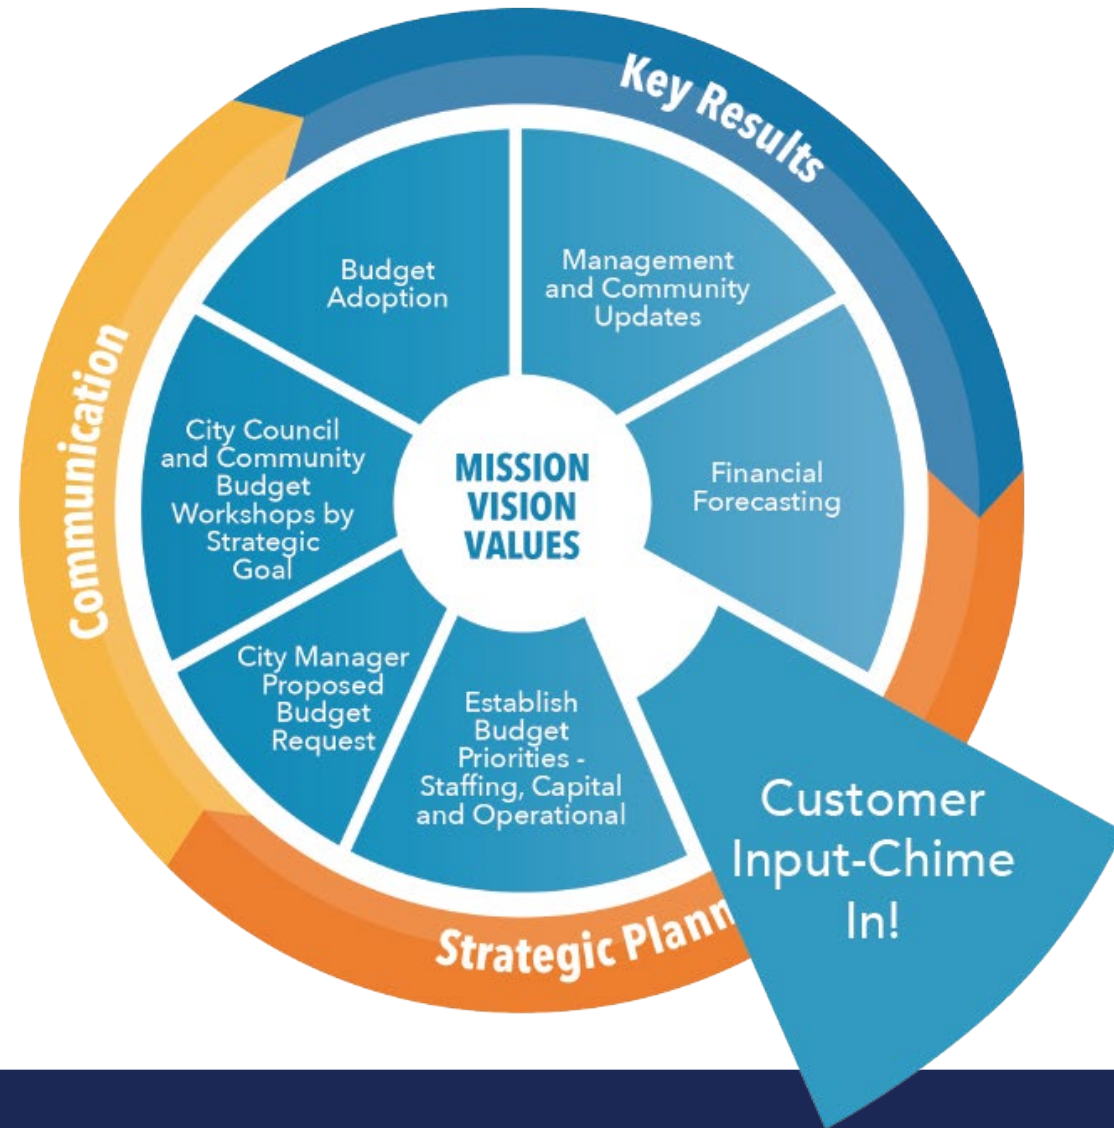 Key Results
Management
and Community
Updates
Financial
Forecasting
Customer
Input-Chime
In!
Establish
Budget
Priorities -
Staffing, Capital
and Operational
City Manager
Proposed
Budget
Request
City Council
and Community
Budget
Workshops by
Strategic
Goal
Budget
Adoption
MISSION
VISION
VALUES
Communication
Strategic Plann